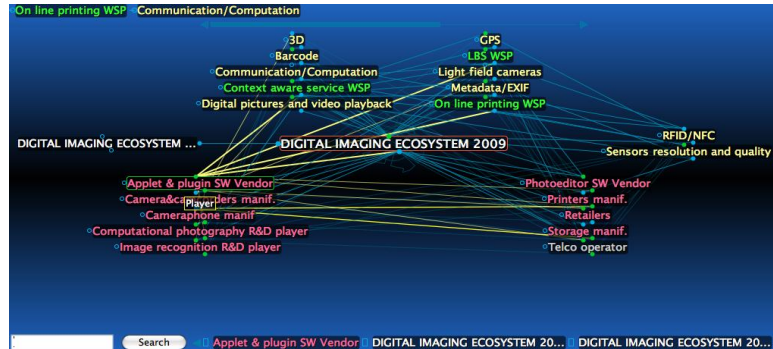 On line printing WSP Communication/Computation
3D
GPS
Barcode
LBS WSP
Communication/Computation
Light field cameras
Context aware service WSP
Metadata/EXIF
Digital pictures and video playback
On line printing WSP
RFID/NFC
DIGITAL IMAGING ECOSYSTEM ...
DIGITAL IMAGING ECOSYSTEM 2009
Sensors resolution and quality
Applet & plugin SW Vendor
Photoeditor SW Vendor
Printers manif.
Player
Cameraphone manif
Retailers
Computational photography R&D player
Storage manif.
Image recognition R&D player
Telco operator
Search
Applet & plugin SW Vendor
DIGITAL IMAGING ECOSYSTEM 20...
DIGITAL IMAGING ECOSYSTEM 20...